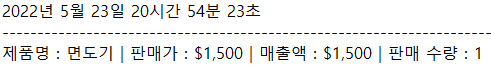 2022년 5월 23일 20시간 54분 23초
------------------------------------------------------------------------
제품명 : 면도기 | 판매가 : $1,500 | 매출액 : $1,500 | 판매 수량 : 1